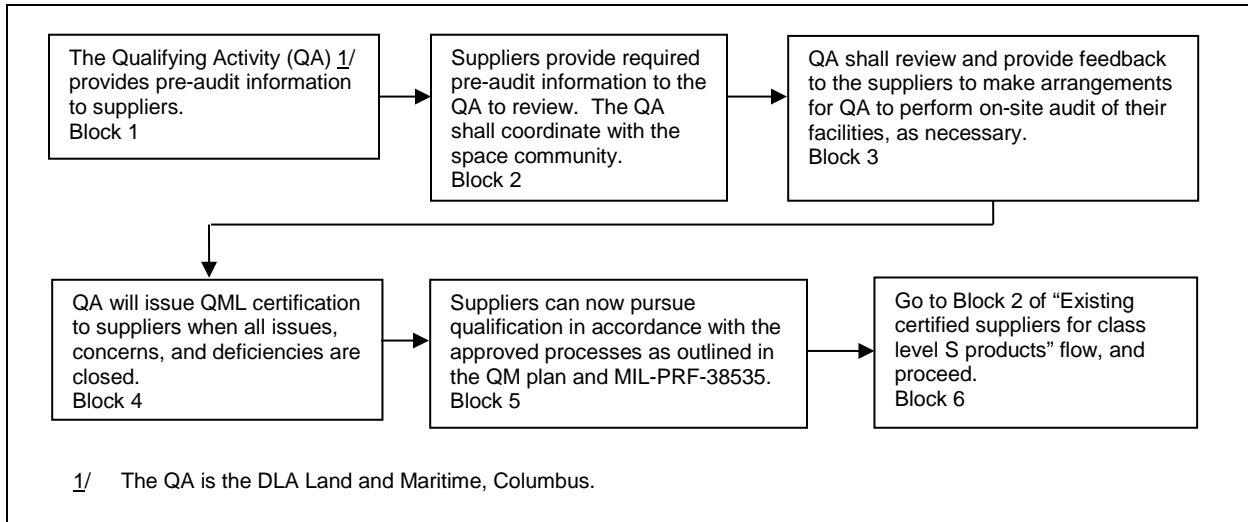 The Qualifying Activity (QA) 1/
provides pre-audit information
to suppliers.
Block 1
Suppliers provide required
pre-audit information to the
QA to review.  The QA
shall coordinate with the
space community.
Block 2
QA shall review and provide feedback
to the suppliers to make arrangements
for QA to perform on-site audit of their
facilities, as necessary.
Block 3
QA will issue QML certification
to suppliers when all issues,
concerns, and deficiencies are
closed.
Block 4
Suppliers can now pursue
qualification in accordance with the
approved processes as outlined in
the QM plan and MIL-PRF-38535.
Block 5
Go to Block 2 of “Existing
certified suppliers for class
level S products” flow, and
proceed.
Block 6
1/ The QA is the DLA Land and Maritime, Columbus.